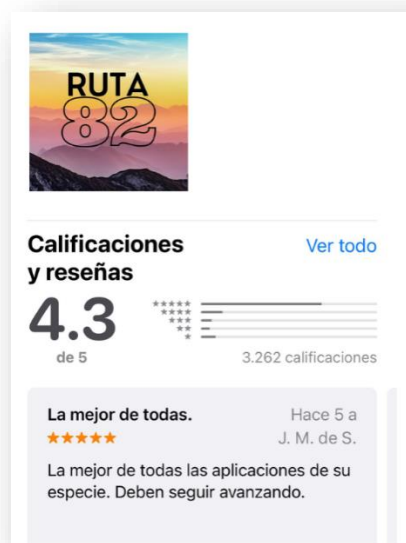 RUTA
82
Calificaciones
y reseñas
Ver todo
4.3
de 5
★★★★★
★★★★
★★★
★★
★
3.262 calificaciones
La mejor de todas.
Hace 5 a
★★★★★
J. M. de S.
La mejor de todas las aplicaciones de su
especie. Deben seguir avanzando.